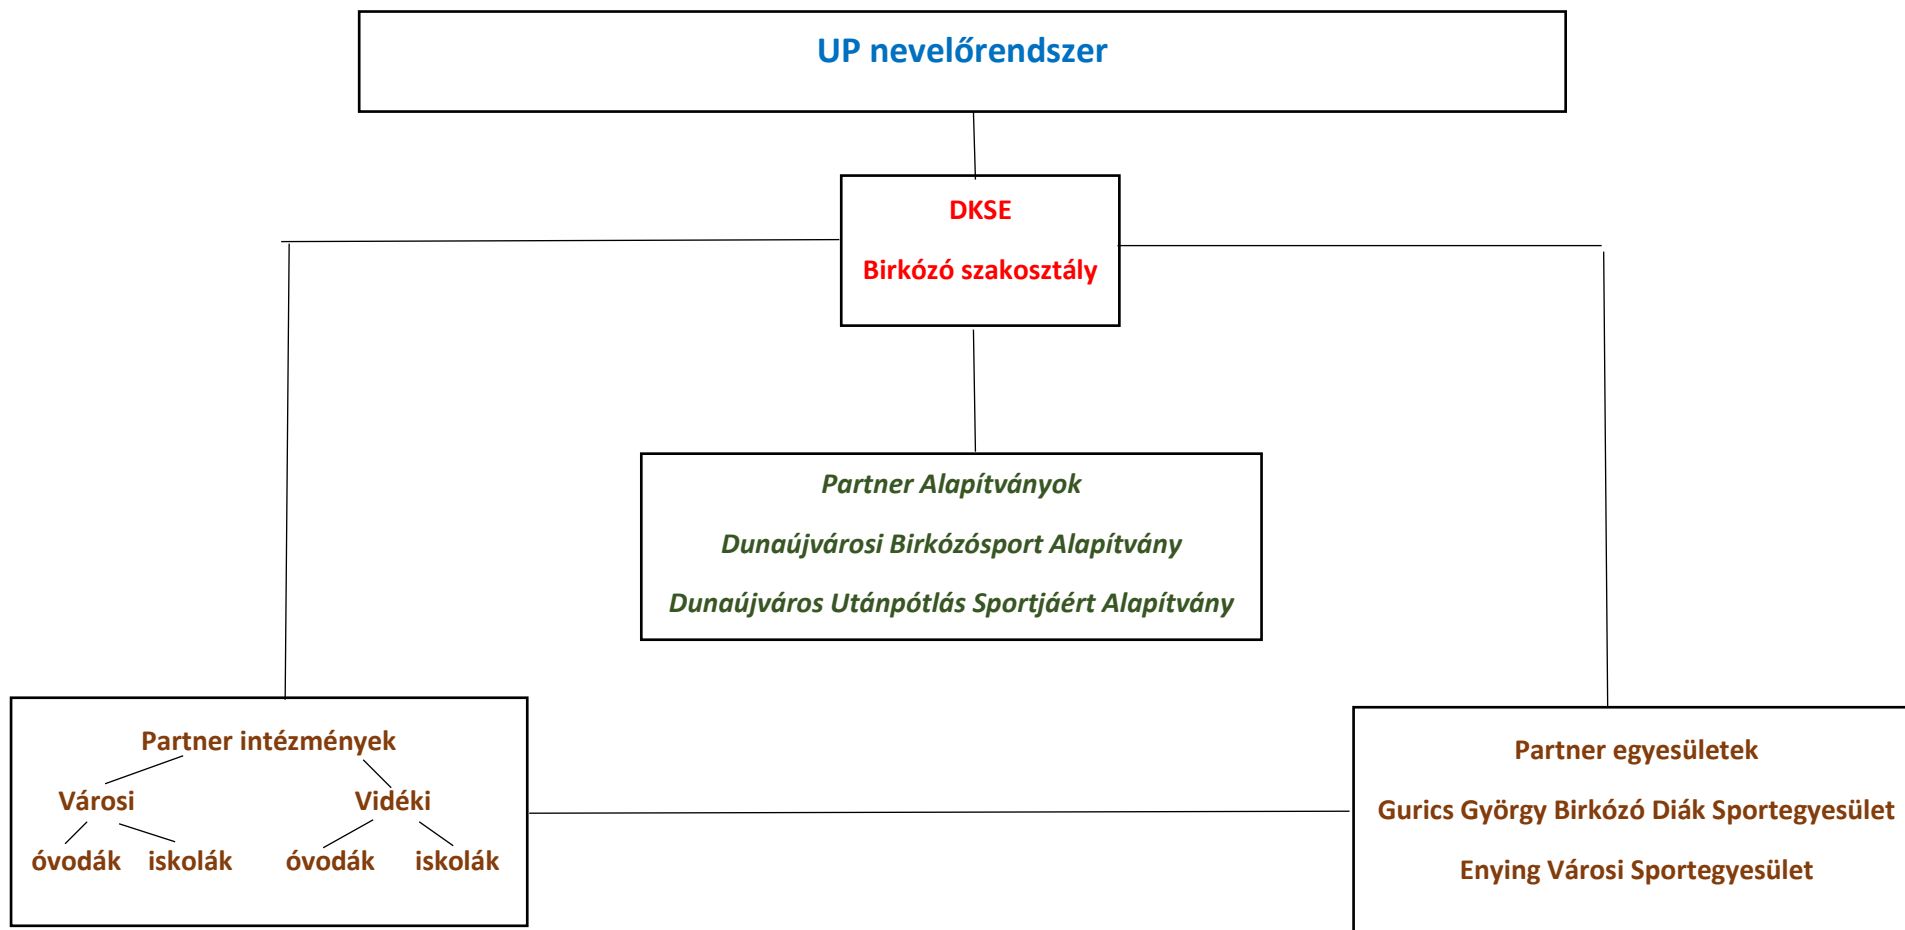 UP nevelőrendszer
DKSE
Birkózó szakosztály
Partner Alapítványok
Dunaújvárosi Birkózósport Alapítvány
Dunaújváros Utánpótlás Sportjáért Alapítvány
Partner intézmények
Városi Vidéki
óvodák iskolák óvodák iskolák
Partner egyesületek
Gurics György Birkózó Diák Sportegyesület
Enying Városi Sportegyesület